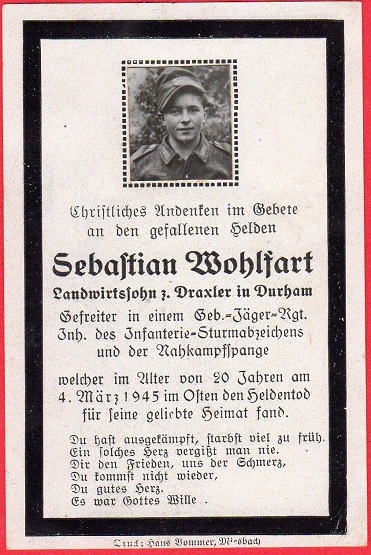 Christliches Andenken im Gebete
an den gefallenen Helden
Sebastian Wohlfart
Landwirtssohn z. Draxler in Durham
Gefreiter in einem Geb.-Jäger-Rgt.
Inh. des Infanterie-Sturmabzeichens
und der Nahkampfspange
welcher im Alter von 20 Jahren am
4. März 1945 im Osten den Heldentod
für seine geliebte Heimat fand.
Du hast ausgekämpft, starbst viel zu früh.
Ein solches Herz vergißt man nie.
Dir den Frieden, uns der Schmerz,
Du kommst nicht wieder,
Du gutes Herz.
Es war Gottes Wille.
Druck: Hans Bommer, Miesbach